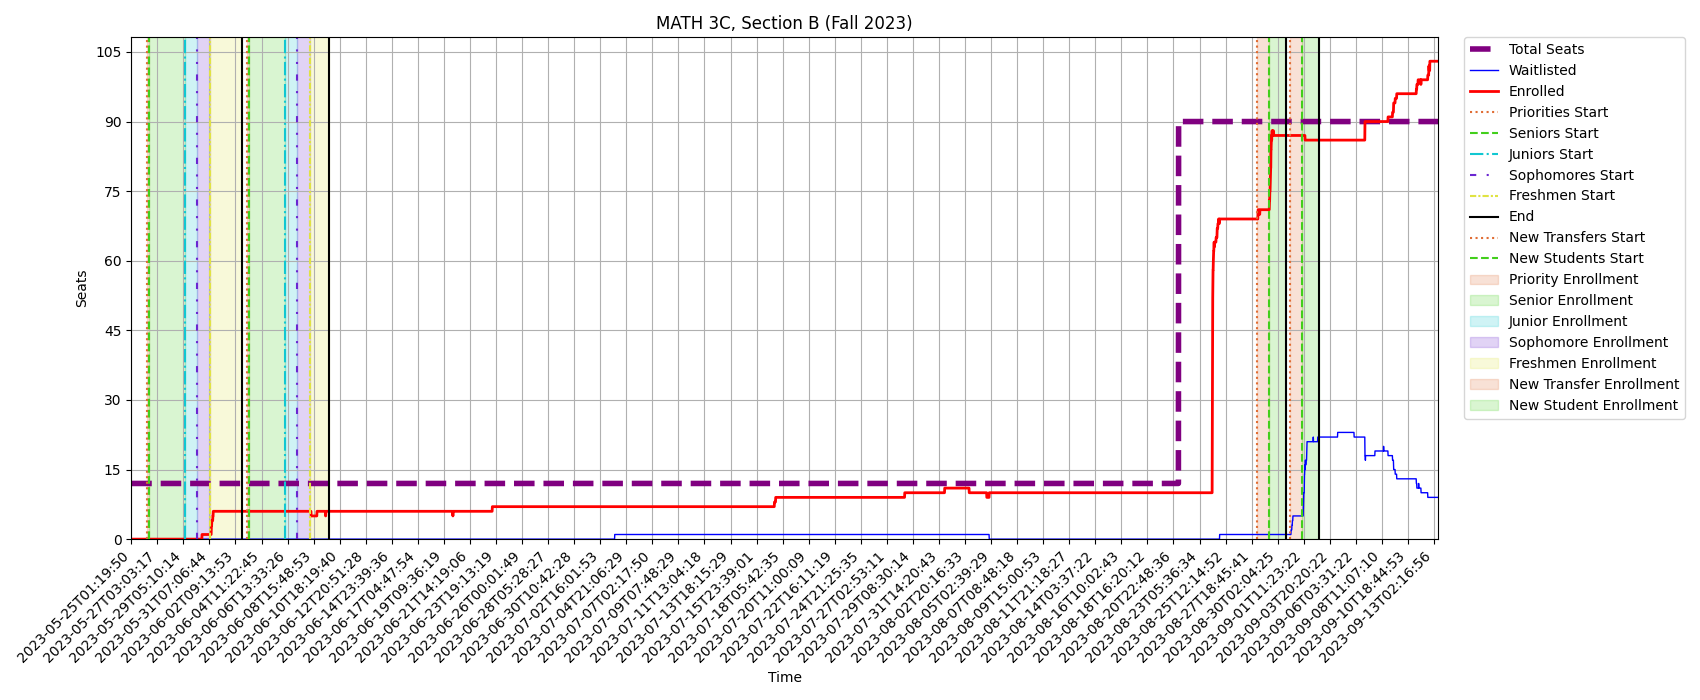 MATH 3C, Section B (Fall 2023)
105
90
75
60
45
30
15
0
Seats
2023-05-25T01:19:50
2023-05-27T03:03:17
2023-05-29T05:10:14
2023-05-31T07:06:44
2023-06-02T09:13:53
2023-06-04T11:22:45
2023-06-06T13:33:26
2023-06-08T15:48:53
2023-06-10T18:19:40
2023-06-12T20:51:28
2023-06-14T23:39:36
2023-06-17T04:47:54
2023-06-19T09:36:19
2023-06-21T14:19:06
2023-06-23T19:13:19
2023-06-26T00:01:49
2023-06-28T05:28:27
2023-06-30T10:42:28
2023-07-02T16:01:53
2023-07-04T21:06:29
2023-07-07T02:17:50
2023-07-09T07:48:29
2023-07-11T13:04:18
2023-07-13T18:15:29
2023-07-15T23:39:01
2023-07-18T05:42:35
2023-07-20T11:00:09
2023-07-22T16:11:19
2023-07-24T21:25:35
2023-07-27T02:53:11
2023-07-29T08:30:14
2023-07-31T14:20:43
2023-08-02T20:16:33
2023-08-05T02:39:29
2023-08-07T08:48:18
2023-08-09T15:00:53
2023-08-11T21:18:27
2023-08-14T03:37:22
2023-08-16T10:02:43
2023-08-18T16:20:12
2023-08-20T22:48:36
2023-08-23T05:36:34
2023-08-25T12:14:52
2023-08-27T18:45:41
2023-08-30T02:04:25
2023-09-01T11:23:22
2023-09-03T20:20:22
2023-09-06T03:31:22
2023-09-08T11:07:10
2023-09-10T18:44:53
2023-09-13T02:16:56
Time
Total Seats
Waitlisted
Enrolled
Priorities Start
Seniors Start
Juniors Start
Sophomores Start
Freshmen Start
End
New Transfers Start
New Students Start
Priority Enrollment
Senior Enrollment
Junior Enrollment
Sophomore Enrollment
Freshmen Enrollment
New Transfer Enrollment
New Student Enrollment